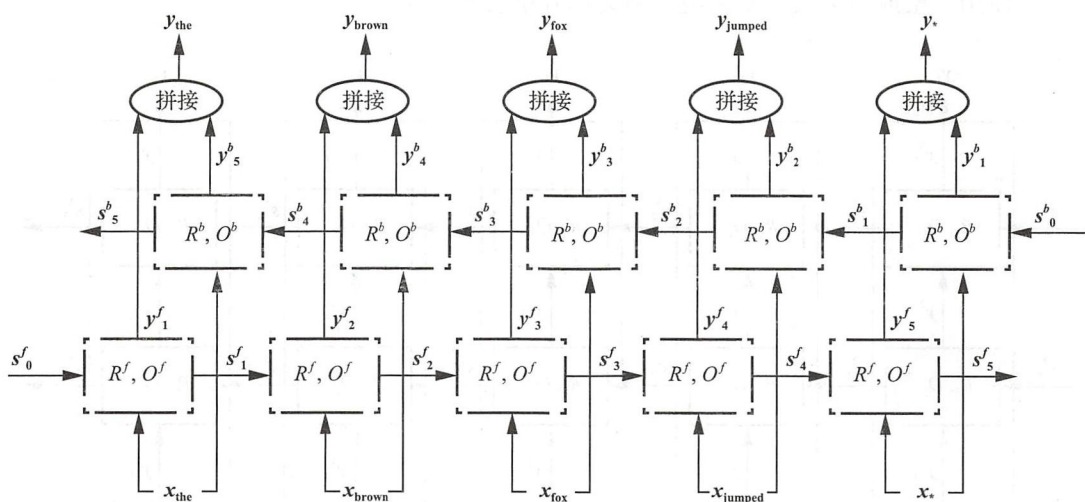 y_the y_brown y_fox y_jumped y_*
拼接 拼接 拼接 拼接 拼接
y^b_5 y^b_4 y^b_3 y^b_2 y^b_1
s^b_5 s^b_4 s^b_3 s^b_2 s^b_1 s^b_0
R^b, O^b R^b, O^b R^b, O^b R^b, O^b R^b, O^b
y^f_1 y^f_2 y^f_3 y^f_4 y^f_5
s^f_0 s^f_1 s^f_2 s^f_3 s^f_4 s^f_5
R^f, O^f R^f, O^f R^f, O^f R^f, O^f R^f, O^f
x_the x_brown x_fox x_jumped x_*